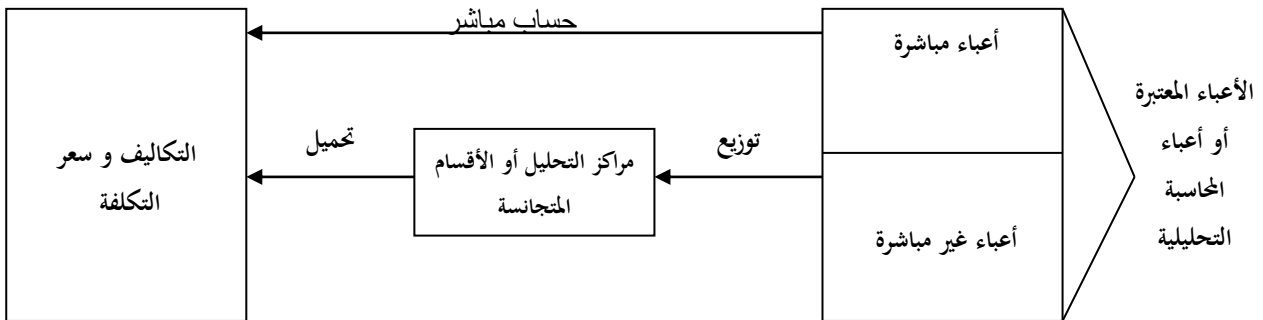 حساب مباشر
أعباء مباشرة
الأعباء المعتبرة
أو أعباء
المحاسبة
التحليلية
توزيع
تحميل
مراكز التحليل أو الأقسام
المتجانسة
التكاليف و سعر
التكلفة
أعباء غير مباشرة